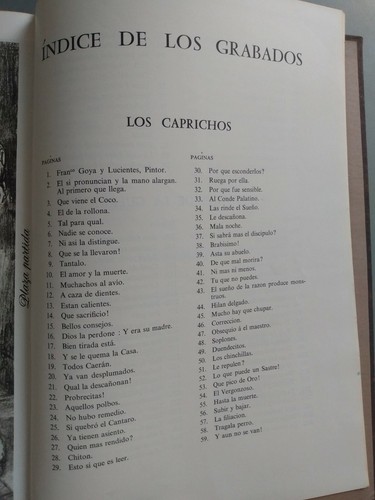 ÍNDICE DE LOS GRABADOS
LOS CAPRICHOS
PAGINAS
1. Franco Goya y Lucientes, Pintor.
2. El si pronuncian y la mano alargan.
Al primero que llega.
3. Que viene el Coco.
4. El de la rollona.
5. Tal para qual.
6. Nadie se conoce.
7. Ni asi la distingue.
8. Que se la llevaron!
9. Tantalo.
10. El amor y la muerte.
11. Muchachos al avio.
12. A caza de dientes.
13. Estan calientes.
14. Que sacrificio!
15. Bellos consejos.
16. Dios la perdone : Y era su madre.
17. Bien tirada está.
18. Y se le quema la Casa.
19. Todos Caerán.
20. Ya van desplumados.
21. Qual la descañonan!
22. Probrecitas!
23. Aquellos polbos.
24. No hubo remedio.
25. Si quebró el Cantaro.
26. Ya tienen asiento.
27. Quien mas rendido?
28. Chiton.
29. Esto si que es leer.
PAGINAS
30. Por que esconderlos?
31. Ruega por ella.
32. Por que fue sensible.
33. Al Conde Palatino.
34. Las rinde el Sueño.
35. Le descañona.
36. Mala noche.
37. Si sabrá mas el discipulo?
38. Brabisimo!
39. Asta su abuelo.
40. De que mal morira?
41. Ni mas ni menos.
42. Tu que no puedes.
43. El sueño de la razon produce mons-
truos.
44. Hilan delgado.
45. Mucho hay que chupar.
46. Correccion.
47. Obsequio á el maestro.
48. Soplones.
49. Duendecitos.
50. Los chinchillas.
51. Le repulen?
52. Lo que puede un Sastre!
53. Que pico de Oro!
54. El Vergonzoso.
55. Hasta la muerte.
56. Subir y bajar.
57. La filiacion.
58. Tragala perro.
59. Y aun no se van!
Plaza partida